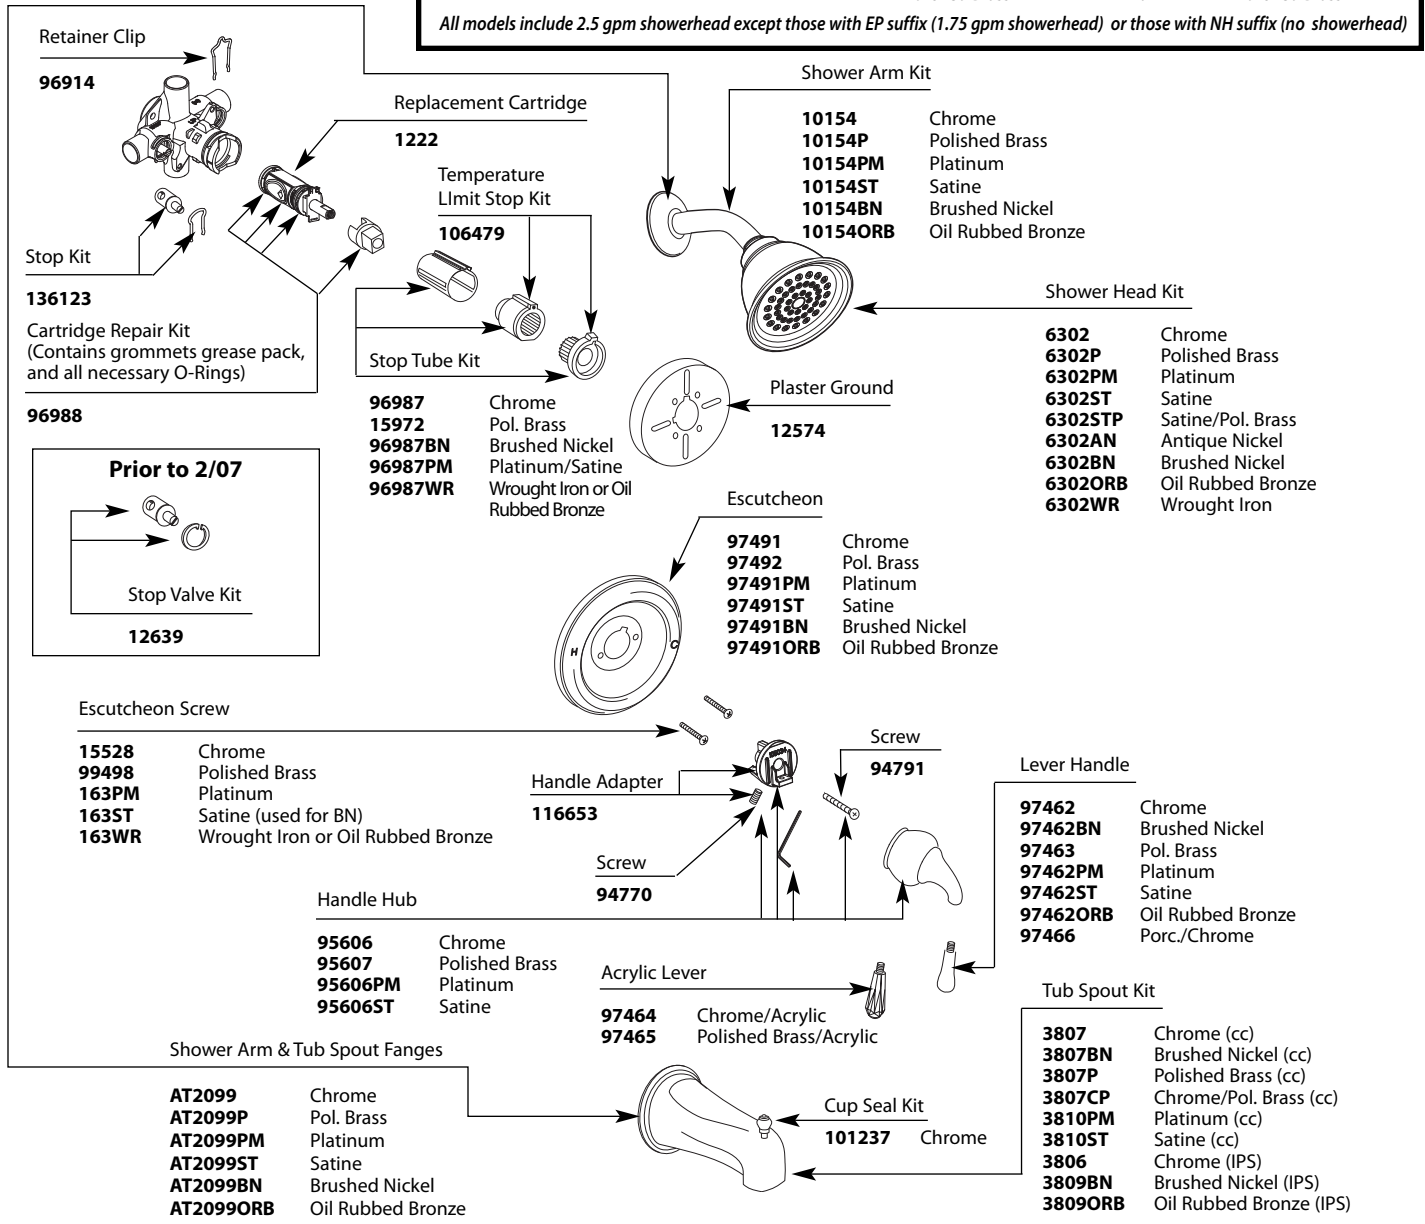 All models include 2.5 gpm showerhead except those with EP suffix (1.75 gpm showerhead) or those with NH suffix (no showerhead)
Retainer Clip
96914
Replacement Cartridge
1222
Temperature
LImit Stop Kit
106479
Stop Kit
136123
Cartridge Repair Kit
(Contains grommets grease pack,
and all necessary O-Rings)
96988
Stop Tube Kit
96987 Chrome
15972 Pol. Brass
96987BN Brushed Nickel
96987PM Platinum/Satine
96987WR Wrought Iron or Oil
Rubbed Bronze
Shower Arm Kit
10154 Chrome
10154P Polished Brass
10154PM Platinum
10154ST Satine
10154BN Brushed Nickel
10154ORB Oil Rubbed Bronze
Shower Head Kit
6302 Chrome
6302P Polished Brass
6302PM Platinum
6302ST Satine
6302STP Satine/Pol. Brass
6302AN Antique Nickel
6302BN Brushed Nickel
6302ORB Oil Rubbed Bronze
6302WR Wrought Iron
Plaster Ground
12574
Prior to 2/07
Stop Valve Kit
12639
Escutcheon
97491 Chrome
97492 Pol. Brass
97491PM Platinum
97491ST Satine
97491BN Brushed Nickel
97491ORB Oil Rubbed Bronze
H C
Escutcheon Screw
15528 Chrome
99498 Polished Brass
163PM Platinum
163ST Satine (used for BN)
163WR Wrought Iron or Oil Rubbed Bronze
Handle Adapter
116653
Screw
94791
Screw
94770
Lever Handle
97462 Chrome
97462BN Brushed Nickel
97463 Pol. Brass
97462PM Platinum
97462ST Satine
97462ORB Oil Rubbed Bronze
97466 Porc./Chrome
Handle Hub
95606 Chrome
95607 Polished Brass
95606PM Platinum
95606ST Satine
Acrylic Lever
97464 Chrome/Acrylic
97465 Polished Brass/Acrylic
Tub Spout Kit
3807 Chrome (cc)
3807BN Brushed Nickel (cc)
3807P Polished Brass (cc)
3807CP Chrome/Pol. Brass (cc)
3810PM Platinum (cc)
3810ST Satine (cc)
3806 Chrome (IPS)
3809BN Brushed Nickel (IPS)
3809ORB Oil Rubbed Bronze (IPS)
Shower Arm & Tub Spout Fanges
AT2099 Chrome
AT2099P Pol. Brass
AT2099PM Platinum
AT2099ST Satine
AT2099BN Brushed Nickel
AT2099ORB Oil Rubbed Bronze
Cup Seal Kit
101237 Chrome